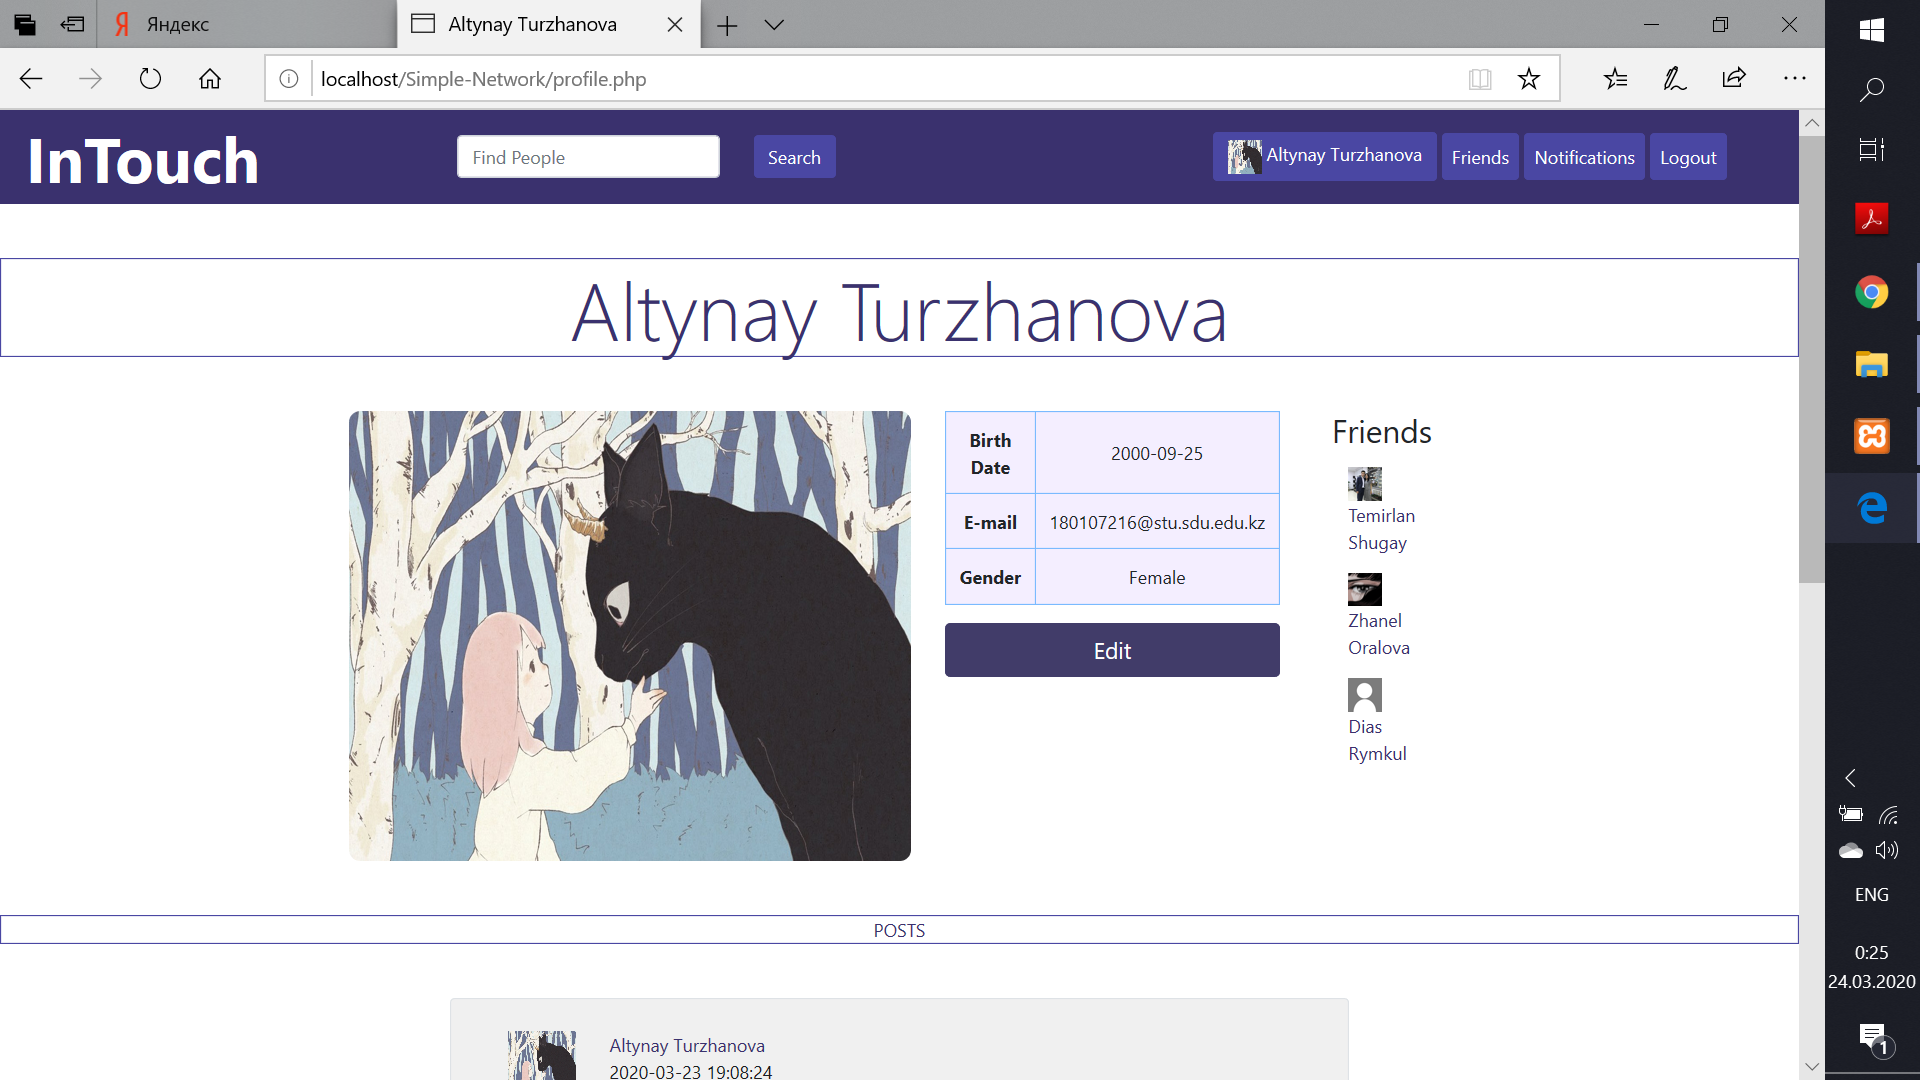 Яндекс
Altynay Turzhanova
localhost/Simple-Network/profile.php
InTouch
Find People
Search
Altynay Turzhanova
Friends
Notifications
Logout
Altynay Turzhanova
Birth
Date
2000-09-25
E-mail
180107216@stu.sdu.edu.kz
Gender
Female
Edit
Friends
Temirlan
Shugay
Zhanel
Oralova
Dias
Rymkul
POSTS
Altynay Turzhanova
2020-03-23 19:08:24
ENG
0:25
24.03.2020
1